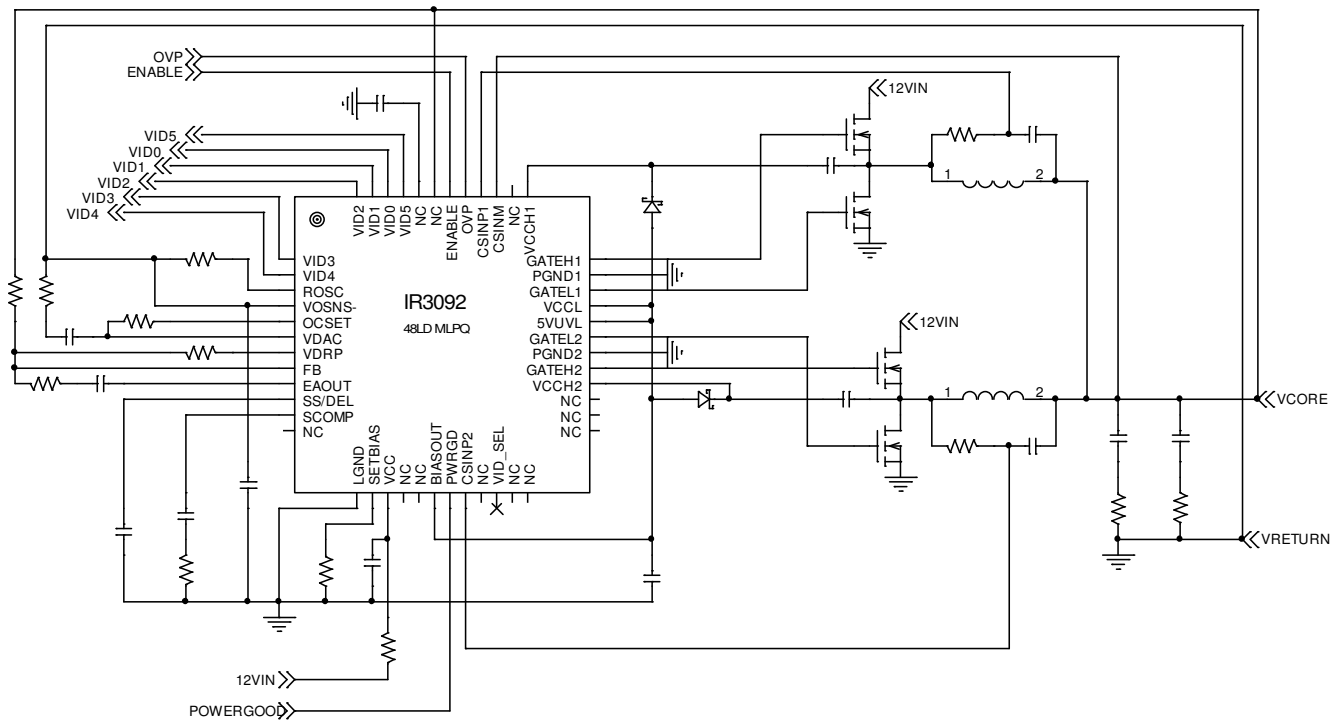 OVP
ENABLE
12VIN
VID5
VID0
VID1
VID2
VID3
VID4
1 2
VID2
VID1
VID0
VID5
NC
NC
ENABLE
OVP
CSINP1
CSINM
NC
VCCH1
VID3
VID4
ROSC
VOSNS-
OCSET
VDAC
VDRP
FB
EAOUT
SS/DEL
SCOMP
NC
IR3092
48LD MLPQ
GATEH1
PGND1
GATEL1
VCCL
5VUVL
GATEL2
PGND2
GATEH2
VCCH2
NC
NC
NC
12VIN
1 2
VCORE
LGND
SETBIAS
VCC
NC
NC
BIASOUT
PWRGD
CSINP2
NC
VID_SEL
NC
NC
VRETURN
12VIN
POWERGOOD